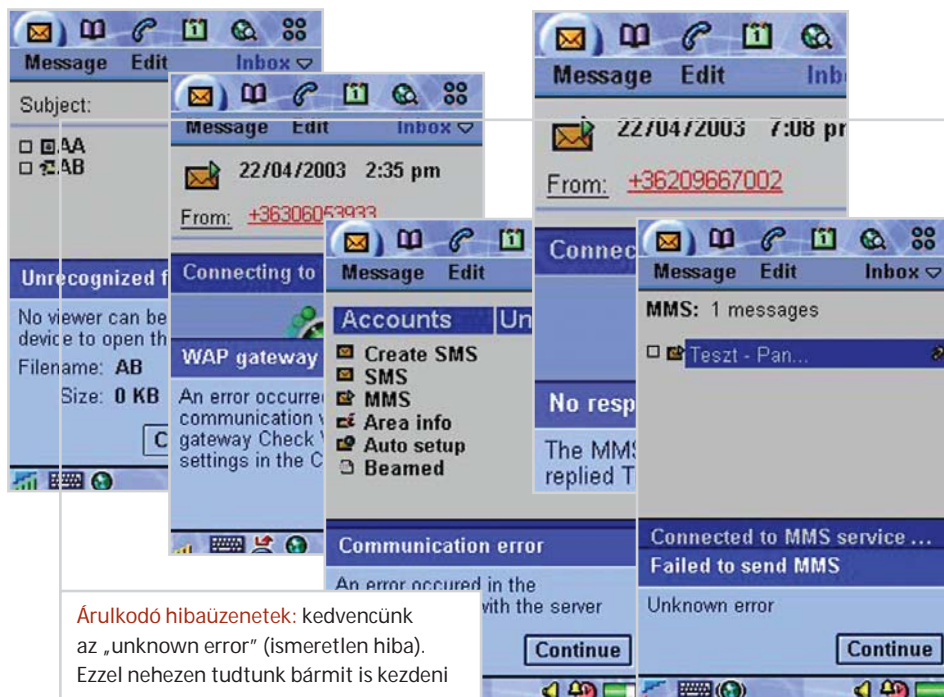 Message Edit Inbox
Subject:
AA
AB
Unrecognized
No viewer can be
device to open
Filename: AB
Size: 0 KB
Message Edit Inbox
22/04/2003 2:35 pm
From: +36306053933
Connecting to
WAP gateway
An error occurred
communication
gateway Check
settings in the
Message Edit
Accounts
Create SMS
SMS
MMS
Area info
Auto setup
Beamed
Communication error
An error occured in the
with the server
Continue
Message Edit
22/04/2003 7:08
From: +36209667002
No
The MMS
replied
Message Edit Inbox
MMS: 1 messages
Teszt - Pan...
Connected to MMS service ...
Failed to send MMS
Unknown error
Continue
Árulkodó hibaüzenetek: kedvencünk
az „unknown error” (ismeretlen hiba).
Ezzel nehezen tudtunk bármit is kezdeni